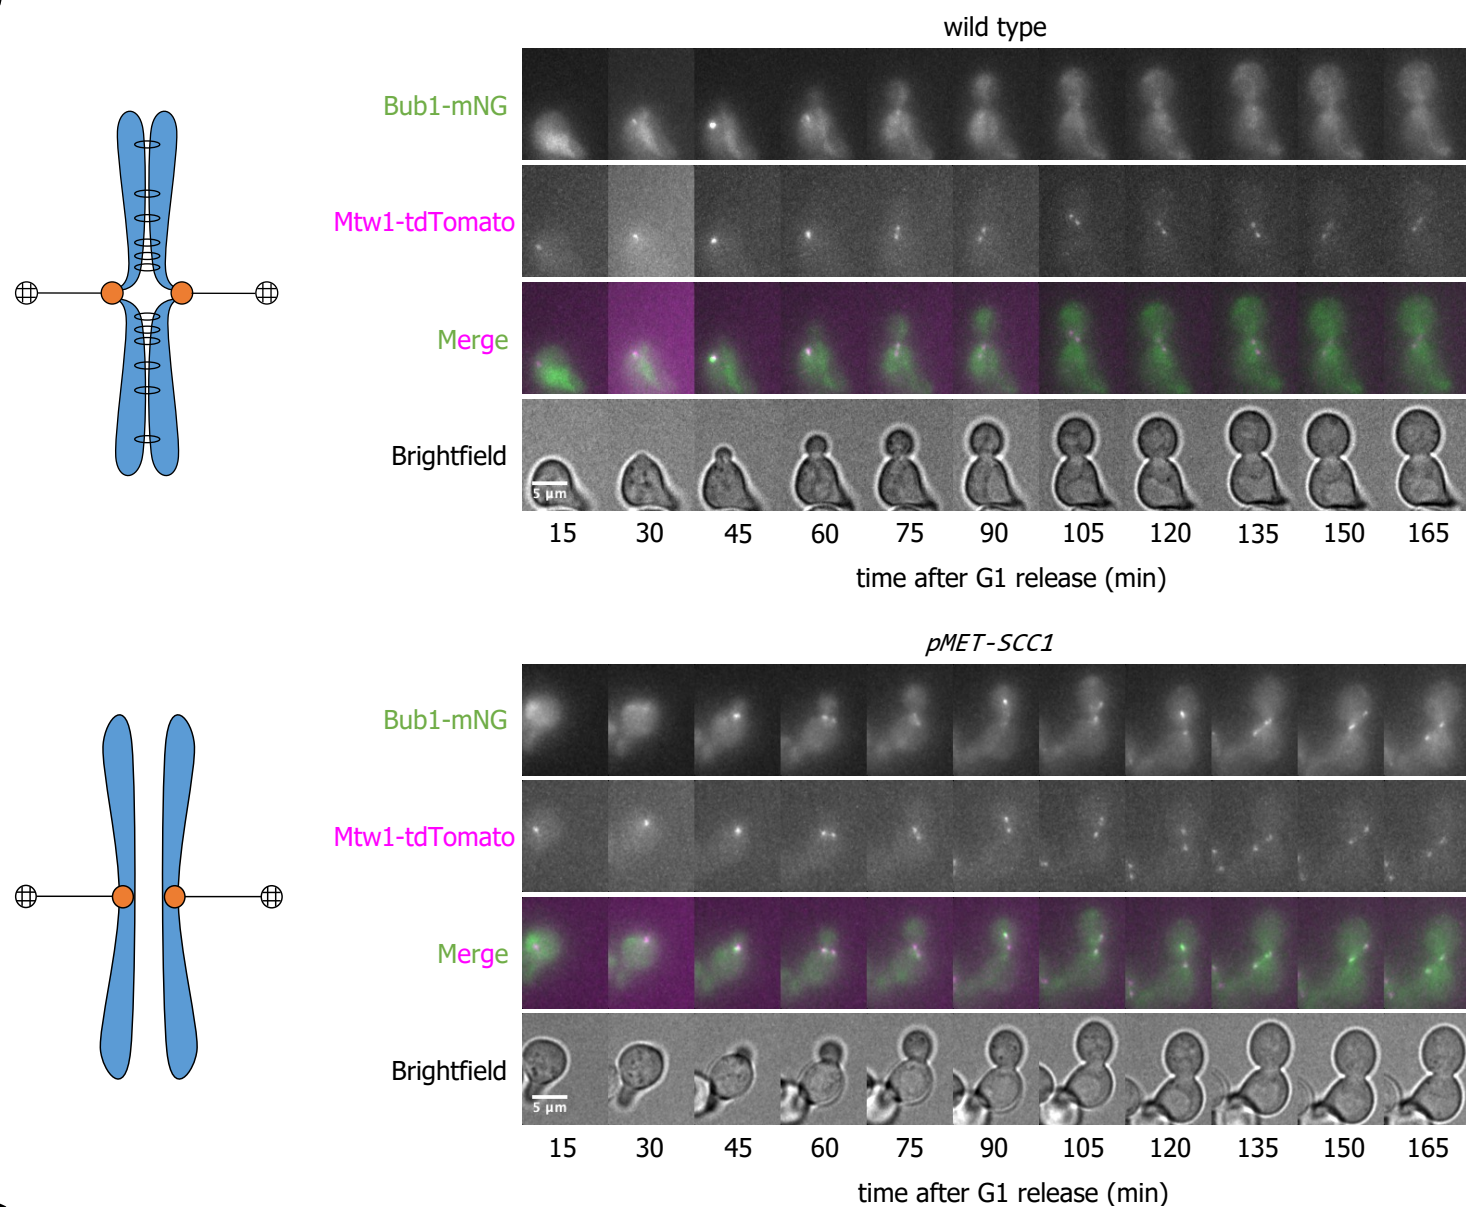 wild type
Bub1-mNG
Mtw1-tdTomato
Merge
Brightfield
5 µm
15 30 45 60 75 90 105 120 135 150 165
time after G1 release (min)
pMET-SCC1
Bub1-mNG
Mtw1-tdTomato
Merge
Brightfield
5 µm
15 30 45 60 75 90 105 120 135 150 165
time after G1 release (min)